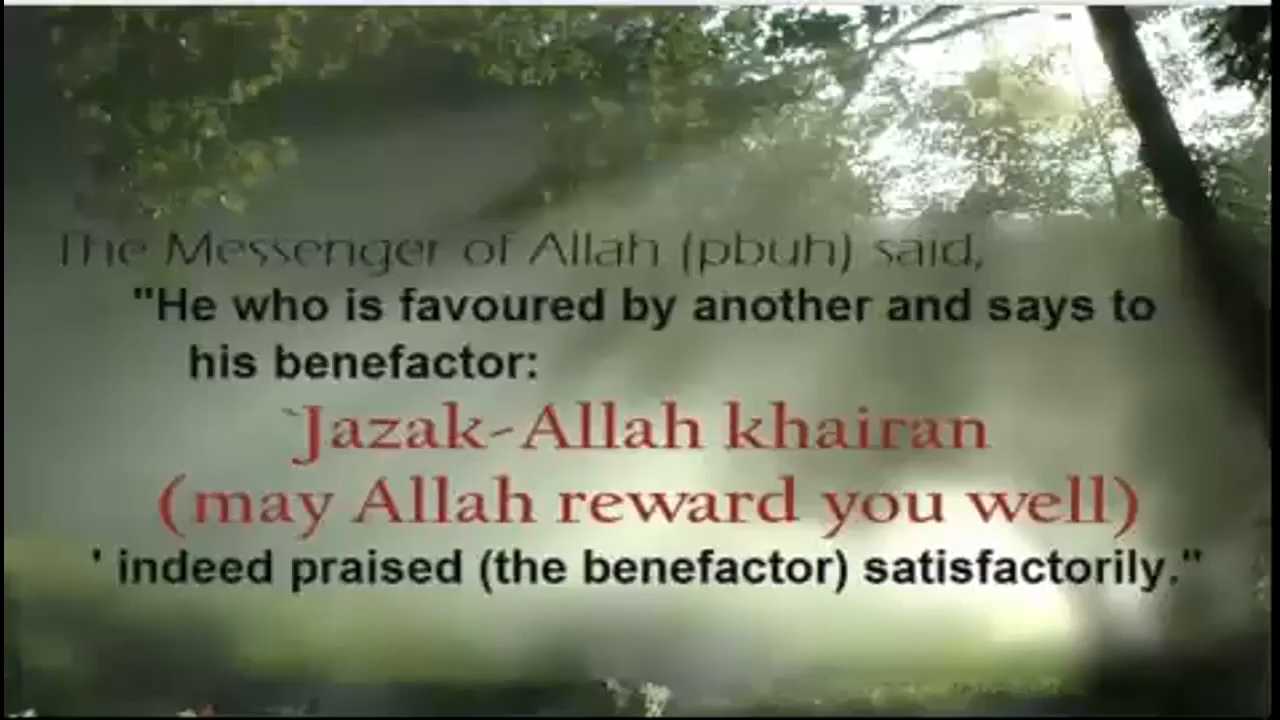 The Messenger of Allah (pbuh) said,
"He who is favoured by another and says to
his benefactor:
`Jazak-Allah khairan
(may Allah reward you well)
' indeed praised (the benefactor) satisfactorily."